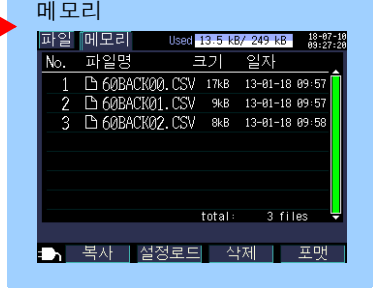 메모리
파일 메모리 Used 13.5 kB/ 249 kB 18-07-10 09:27:20
No. 파일명 크기 일자
1 60BACK00.CSV 17kB 13-01-18 09:57
2 60BACK01.CSV 9kB 13-01-18 09:57
3 60BACK02.CSV 8kB 13-01-18 09:58
total: 3 files
복사 설정로드 삭제 포맷